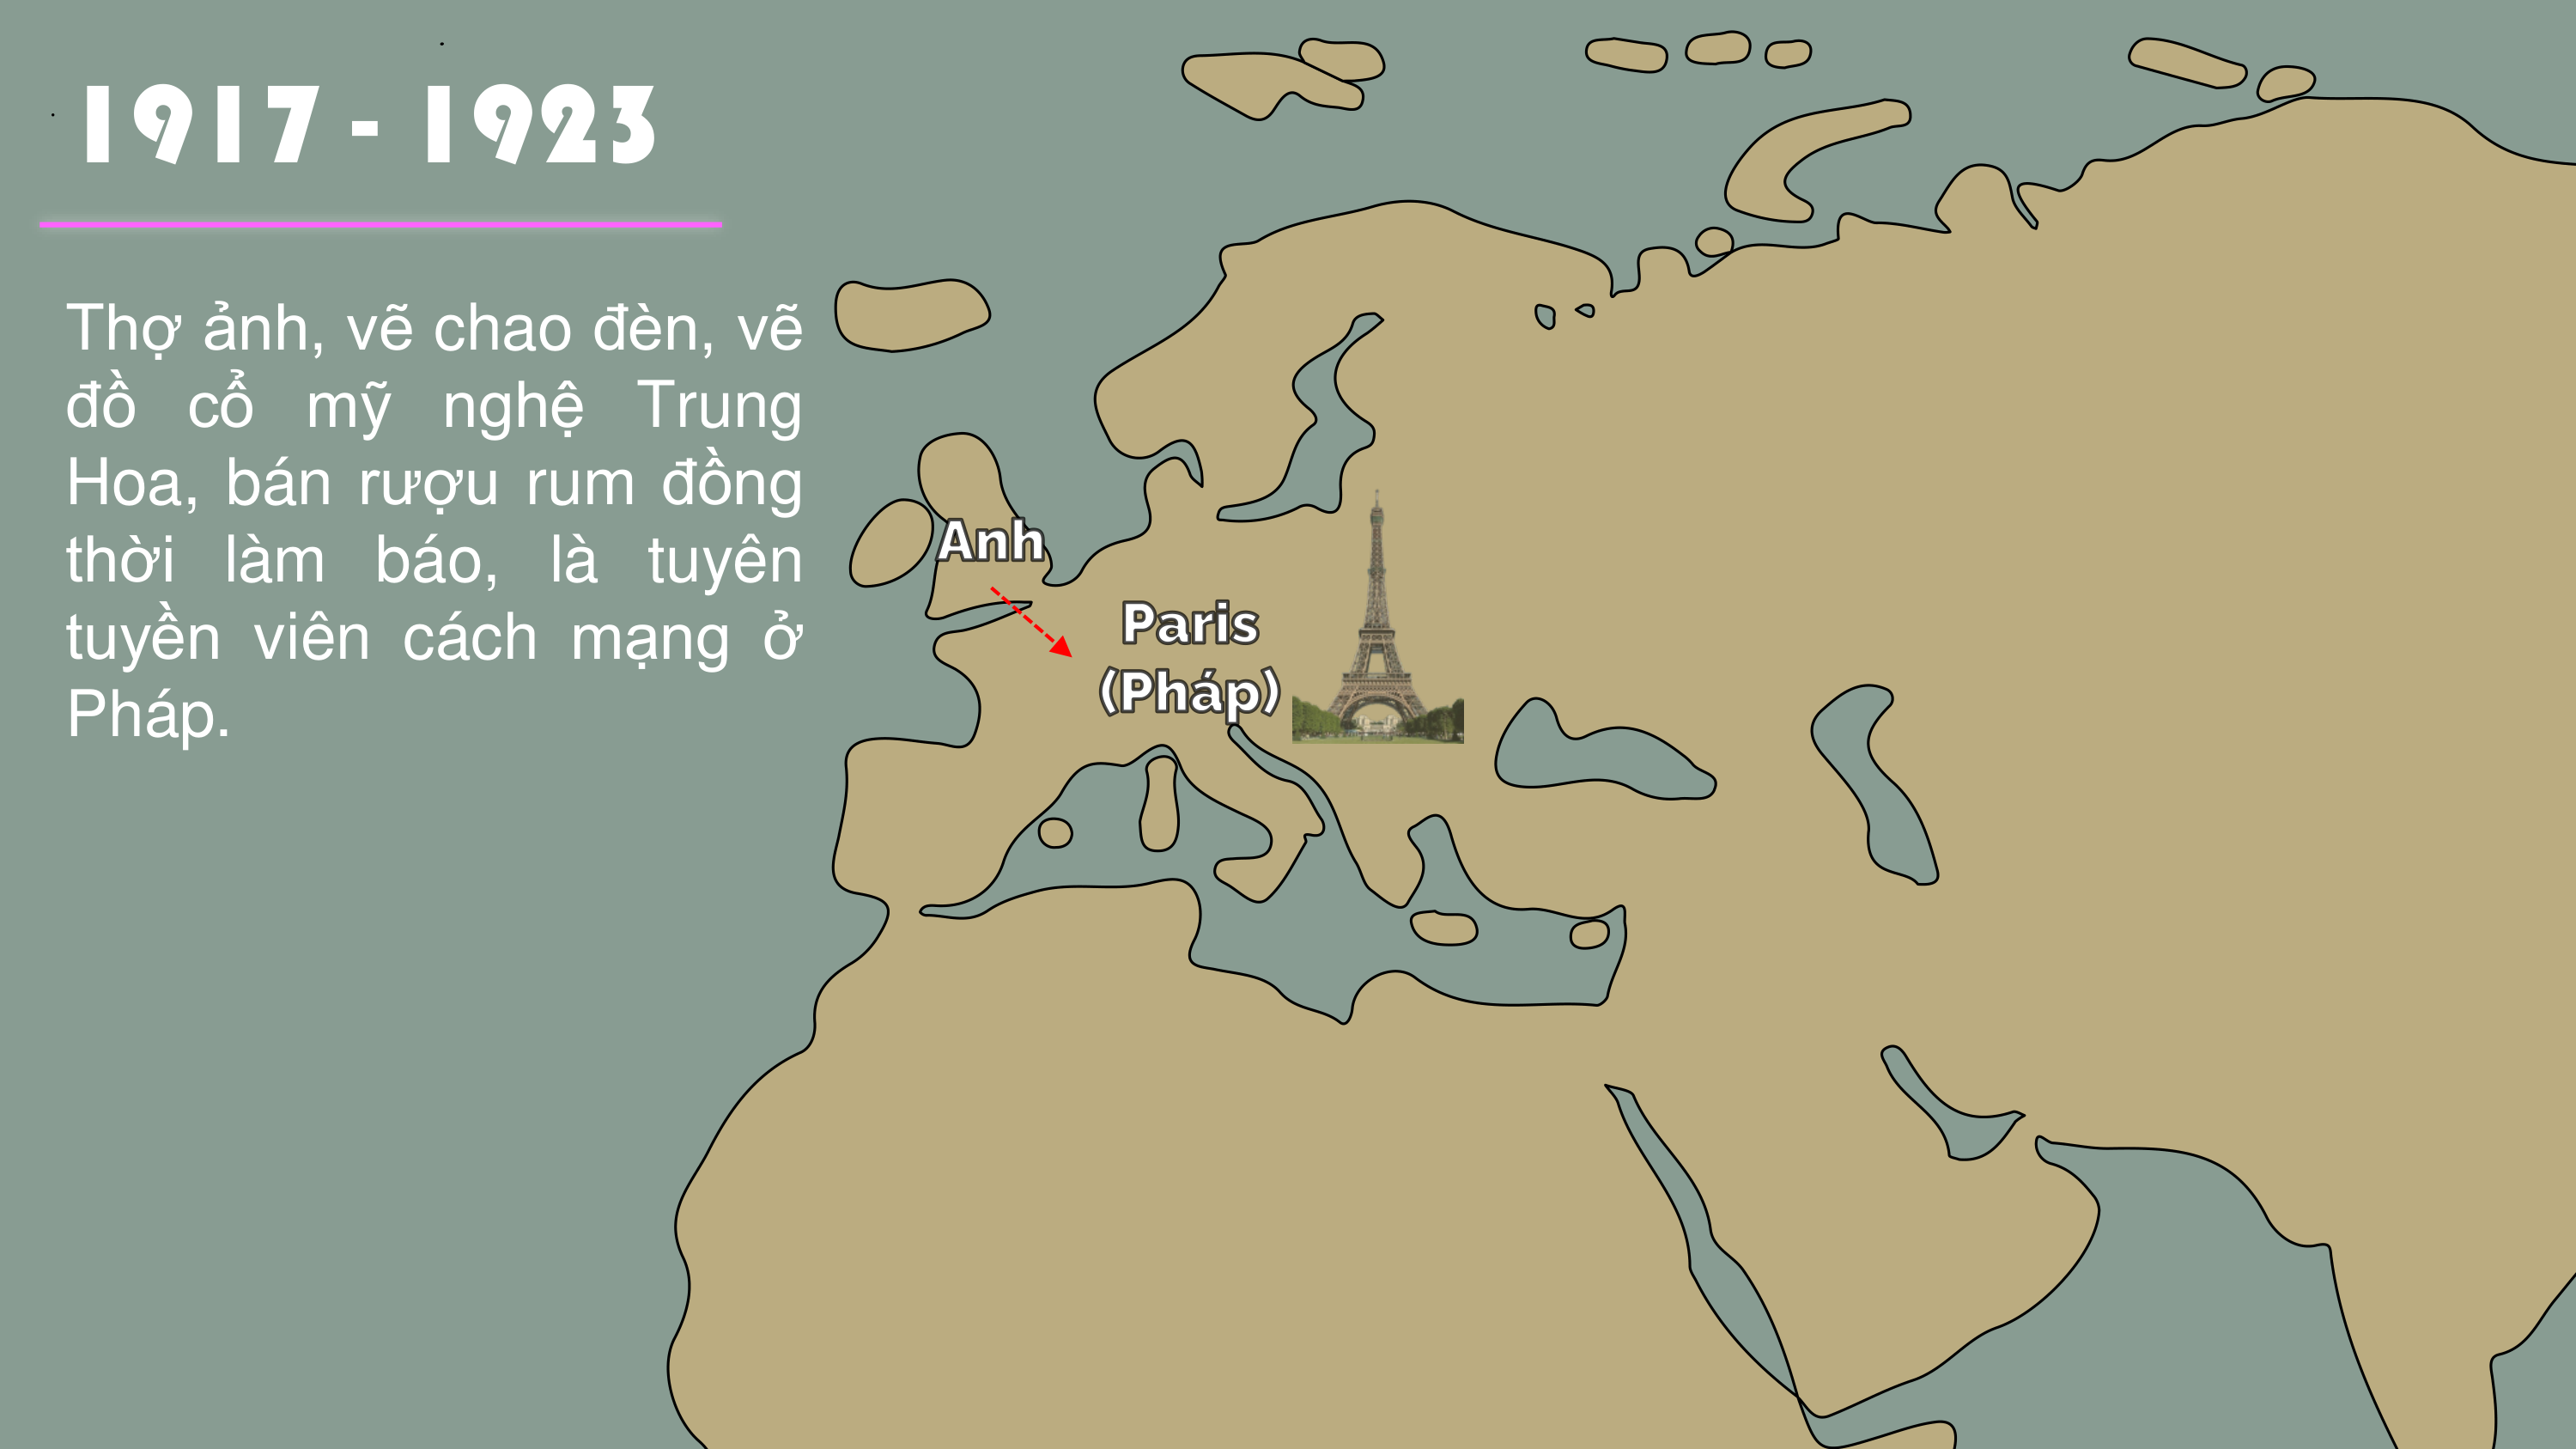 1917 - 1923
Thợ ảnh, vẽ chao đèn, vẽ
đồ cổ mỹ nghệ Trung
Hoa, bán rượu rum đồng
thời làm báo, là tuyên
tuyền viên cách mạng ở
Pháp.
Anh
Paris
(Pháp)